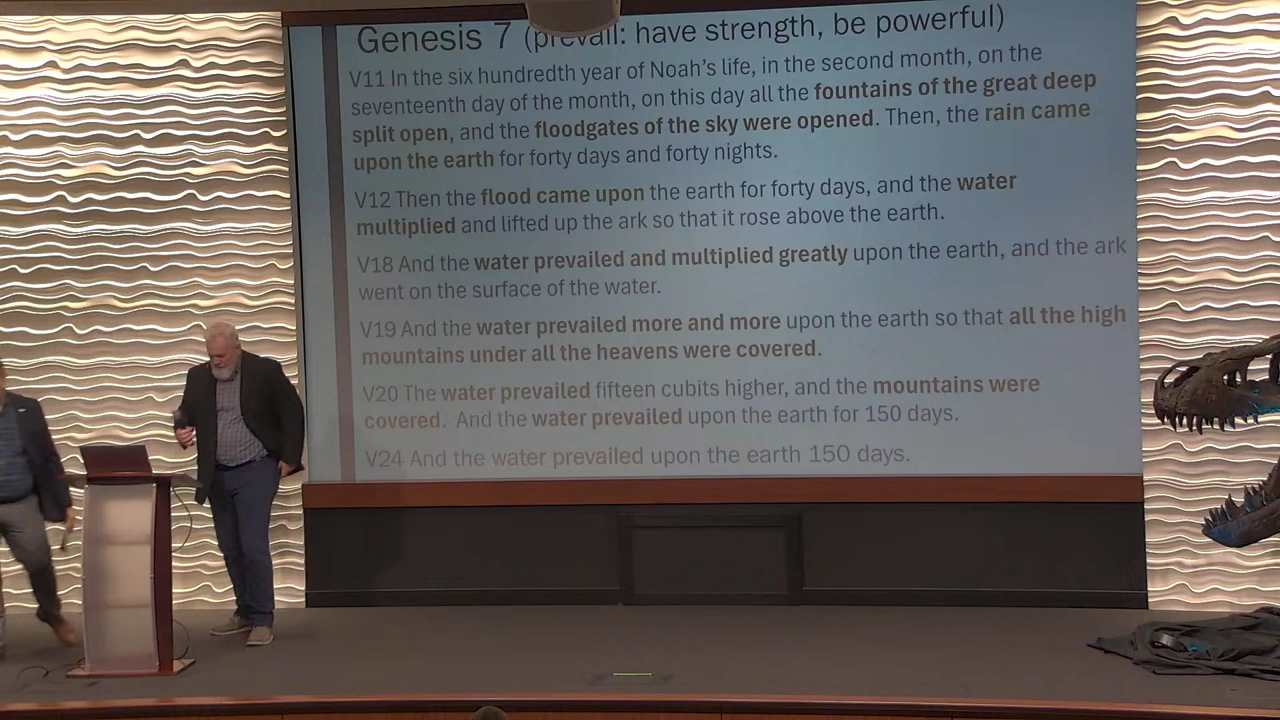 Genesis 7 (prevail: have strength, be powerful)
V11 In the six hundredth year of Noah's life, in the second month, on the
seventeenth day of the month, on this day all the fountains of the great deep
split open, and the floodgates of the sky were opened. Then, the rain came
upon the earth for forty days and forty nights.
V12 Then the flood came upon the earth for forty days, and the water
multiplied and lifted up the ark so that it rose above the earth.
V18 And the water prevailed and multiplied greatly upon the earth, and the ark
went on the surface of the water.
V19 And the water prevailed more and more upon the earth so that all the high
mountains under all the heavens were covered.
V20 The water prevailed fifteen cubits higher, and the mountains were
covered. And the water prevailed upon the earth for 150 days.
V24 And the water prevailed upon the earth 150 days.